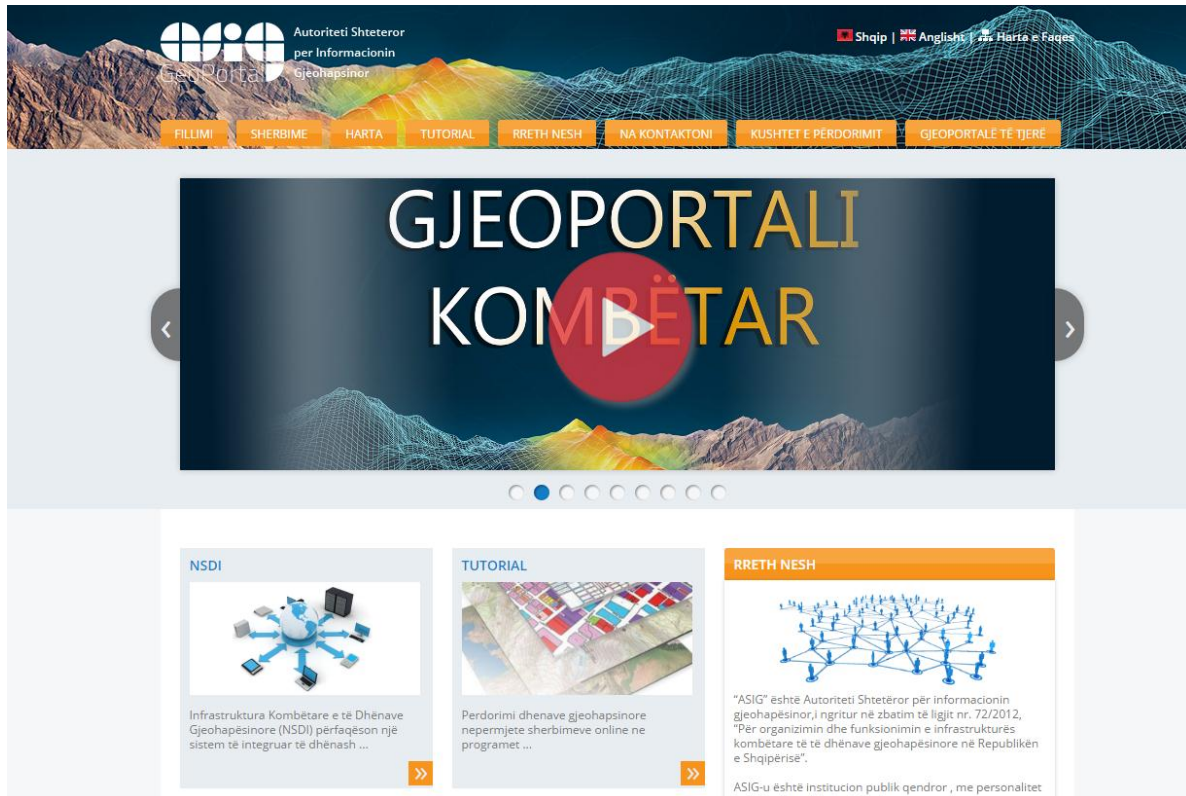 asig
GeoPortal
Autoriteti Shteteror
per Informacionin
Gjeohapsinor
Shqip | Anglisht | Harta e Faqes
FILLIMI
SHERBIME
HARTA
TUTORIAL
RRETH NESH
NA KONTAKTONI
KUSHTET E PËRDORIMIT
GJEOPORTALE TË TJERË
GJEOPORTALI
KOMBËTAR
NSDI
Infrastruktura Kombëtare e të Dhënave
Gjeohapësinore (NSDI) përfaqëson një
sistem të integruar të dhënash ...
TUTORIAL
Perdorimi dhenave gjeohapsinore
nepermjete sherbimeve online ne
programet ...
RRETH NESH
“ASIG” është Autoriteti Shtetëror për informacionin
gjeohapësinor,i ngritur në zbatim të ligjit nr. 72/2012,
“Për organizimin dhe funksionimin e infrastrukturës
kombëtare të të dhënave gjeohapësinore në Republikën
e Shqipërisë”.
ASIG-u është institucion publik qendror , me personalitet